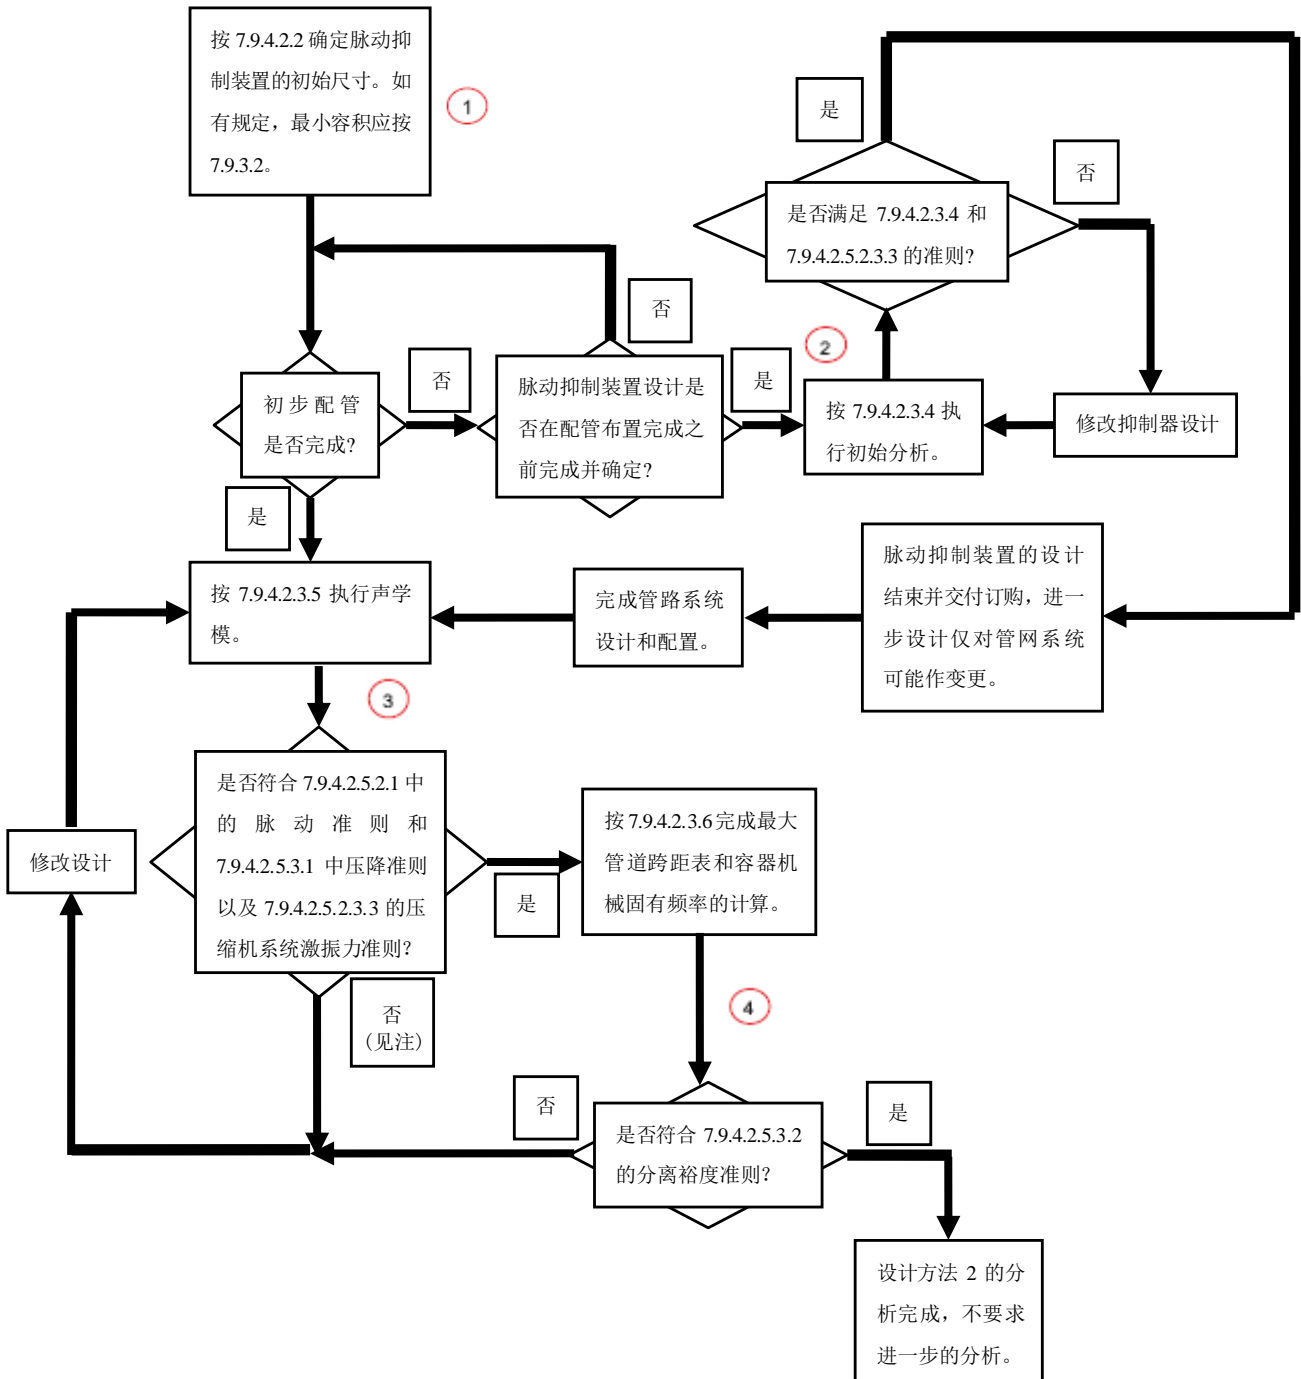 按 7.9.4.2.2 确定脉动抑
制装置的初始尺寸。如
有规定，最小容积应按
7.9.3.2。
1
是
否
是否满足 7.9.4.2.3.4 和
7.9.4.2.5.2.3.3 的准则?
否
2
初步配管
是否完成?
否
脉动抑制装置设计是
否在配管布置完成之
前完成并确定?
是
按 7.9.4.2.3.4 执
行初始分析。
修改抑制器设计
是
按 7.9.4.2.3.5 执行声学
模。
完成管路系统
设计和配置。
脉动抑制装置的设计
结束并交付订购，进一
步设计仅对管网系统
可能作变更。
3
是否符合 7.9.4.2.5.2.1 中
的脉动准则和
7.9.4.2.5.3.1 中压降准则
以及 7.9.4.2.5.2.3.3 的压
缩机系统激振力准则?
修改设计
是
按 7.9.4.2.3.6 完成最大
管道跨距表和容器机
械固有频率的计算。
否
（见注）
4
否
是否符合 7.9.4.2.5.3.2
的分离裕度准则?
是
设计方法 2 的分
析完成，不要求
进一步的分析。